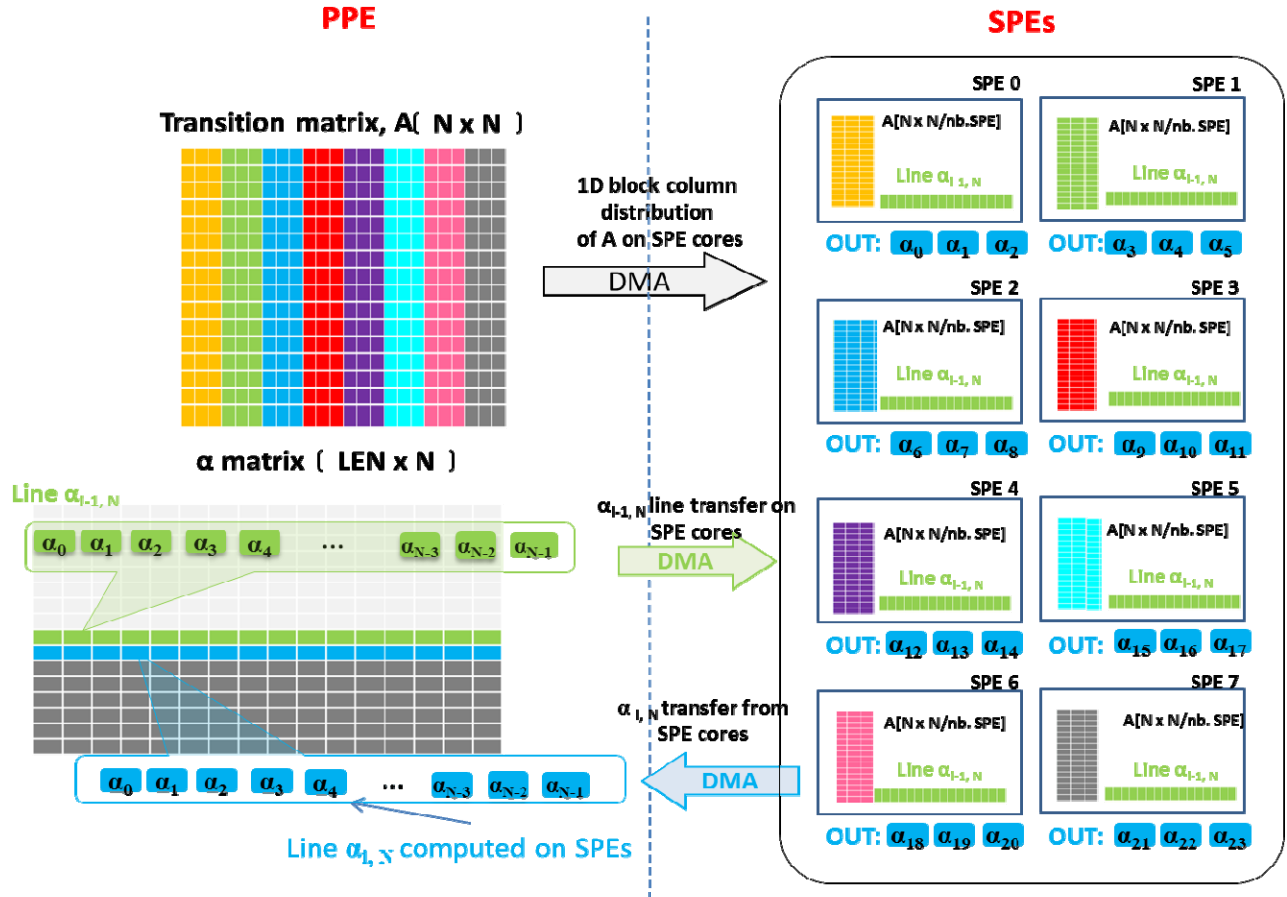 PPE
SPEs
Transition matrix, A( N x N )
1D block column
distribution
of A on SPE cores
DMA
α matrix ( LEN x N )
Line α_{l-1, N}
α_0 α_1 α_2 α_3 α_4 ... α_{N-3} α_{N-2} α_{N-1}
α_{l-1, N} line transfer on
SPE cores
DMA
α_{l, N} transfer from
SPE cores
DMA
α_0 α_1 α_2 α_3 α_4 ... α_{N-3} α_{N-2} α_{N-1}
Line α_{l, N} computed on SPEs
SPE 0
A[N x N/nb.SPE]
Line α_{l-1, N}
OUT: α_0 α_1 α_2
SPE 1
A[N x N/nb. SPE]
Line α_{l-1, N}
OUT: α_3 α_4 α_5
SPE 2
A[N x N/nb. SPE]
Line α_{l-1, N}
OUT: α_6 α_7 α_8
SPE 3
A[N x N/nb. SPE]
Line α_{l-1, N}
OUT: α_9 α_10 α_11
SPE 4
A[N x N/nb. SPE]
Line α_{l-1, N}
OUT: α_12 α_13 α_14
SPE 5
A[N x N/nb. SPE]
Line α_{l-1, N}
OUT: α_15 α_16 α_17
SPE 6
A[N x N/nb. SPE]
Line α_{l-1, N}
OUT: α_18 α_19 α_20
SPE 7
A[N x N/nb. SPE]
Line α_{l-1, N}
OUT: α_21 α_22 α_23